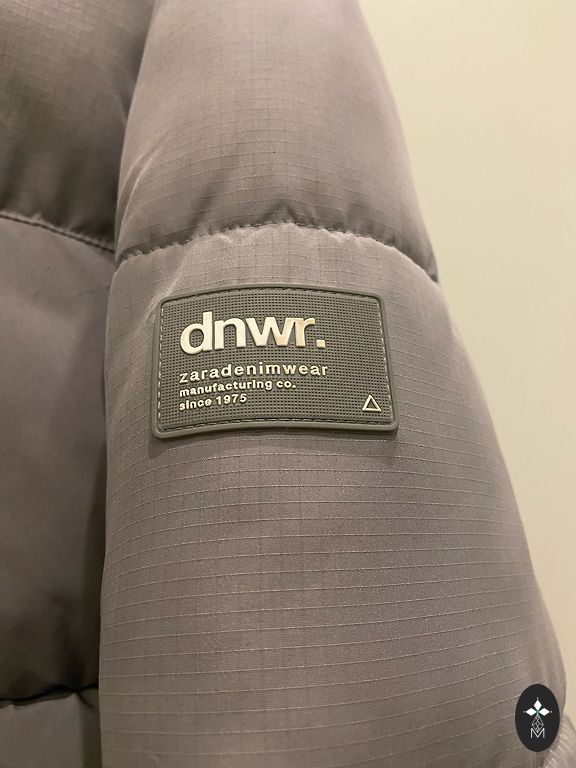 dnwr.
zaradenimwear
manufacturing co.
since 1975